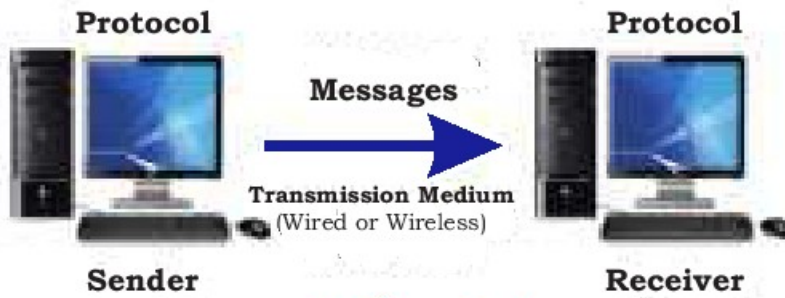 Protocol
Protocol
Messages
Transmission Medium
(Wired or Wireless)
Sender
Receiver